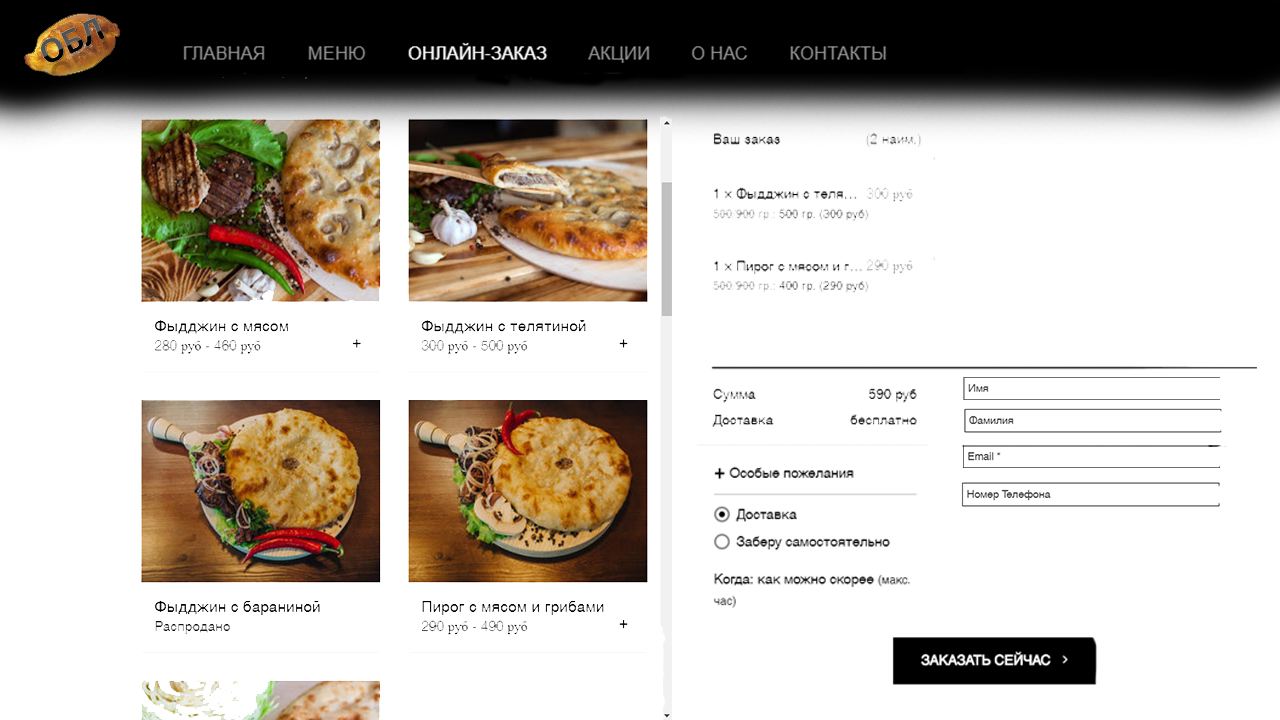 ОБЛ
ГЛАВНАЯ МЕНЮ ОНЛАЙН-ЗАКАЗ АКЦИИ О НАС КОНТАКТЫ
Фыдджин с мясом
280 руб - 460 руб +
Фыдджин с телятиной
300 руб - 500 руб +
Фыдджин с бараниной
Распродано
Пирог с мясом и грибами
290 руб - 490 руб +
Ваш заказ (2 наим.)
1 × Фыдджин с теля... 300 руб
500 900 гр.: 500 гр. (300 руб)
1 × Пирог с мясом и г... 290 руб
500 900 гр.: 400 гр. (290 руб)
Сумма 590 руб
Доставка бесплатно
+ Особые пожелания
Доставка
Заберу самостоятельно
Когда: как можно скорее (макс.
час)
Имя
Фамилия
Email *
Номер Телефона
ЗАКАЗАТЬ СЕЙЧАС >